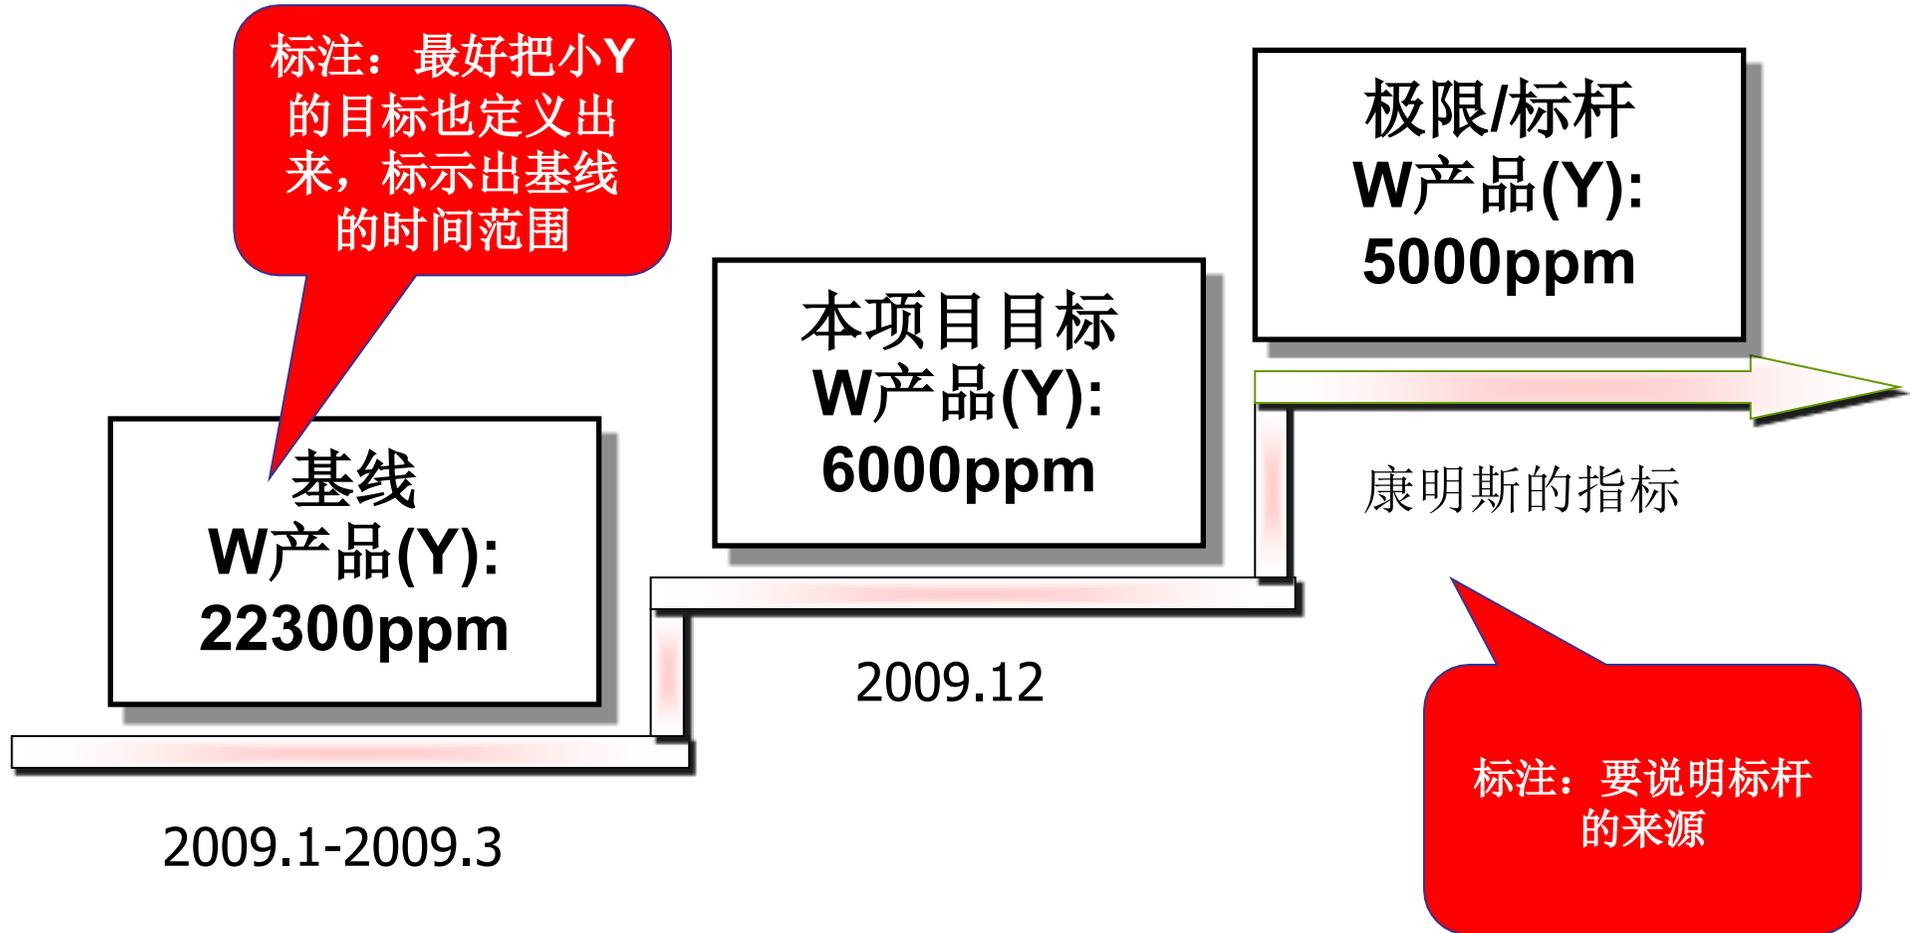 标注：最好把小Y
的目标也定义出
来，标示出基线
的时间范围
基线
W产品(Y):
22300ppm
2009.1-2009.3
本项目目标
W产品(Y):
6000ppm
2009.12
极限/标杆
W产品(Y):
5000ppm
康明斯的指标
标注：要说明标杆
的来源